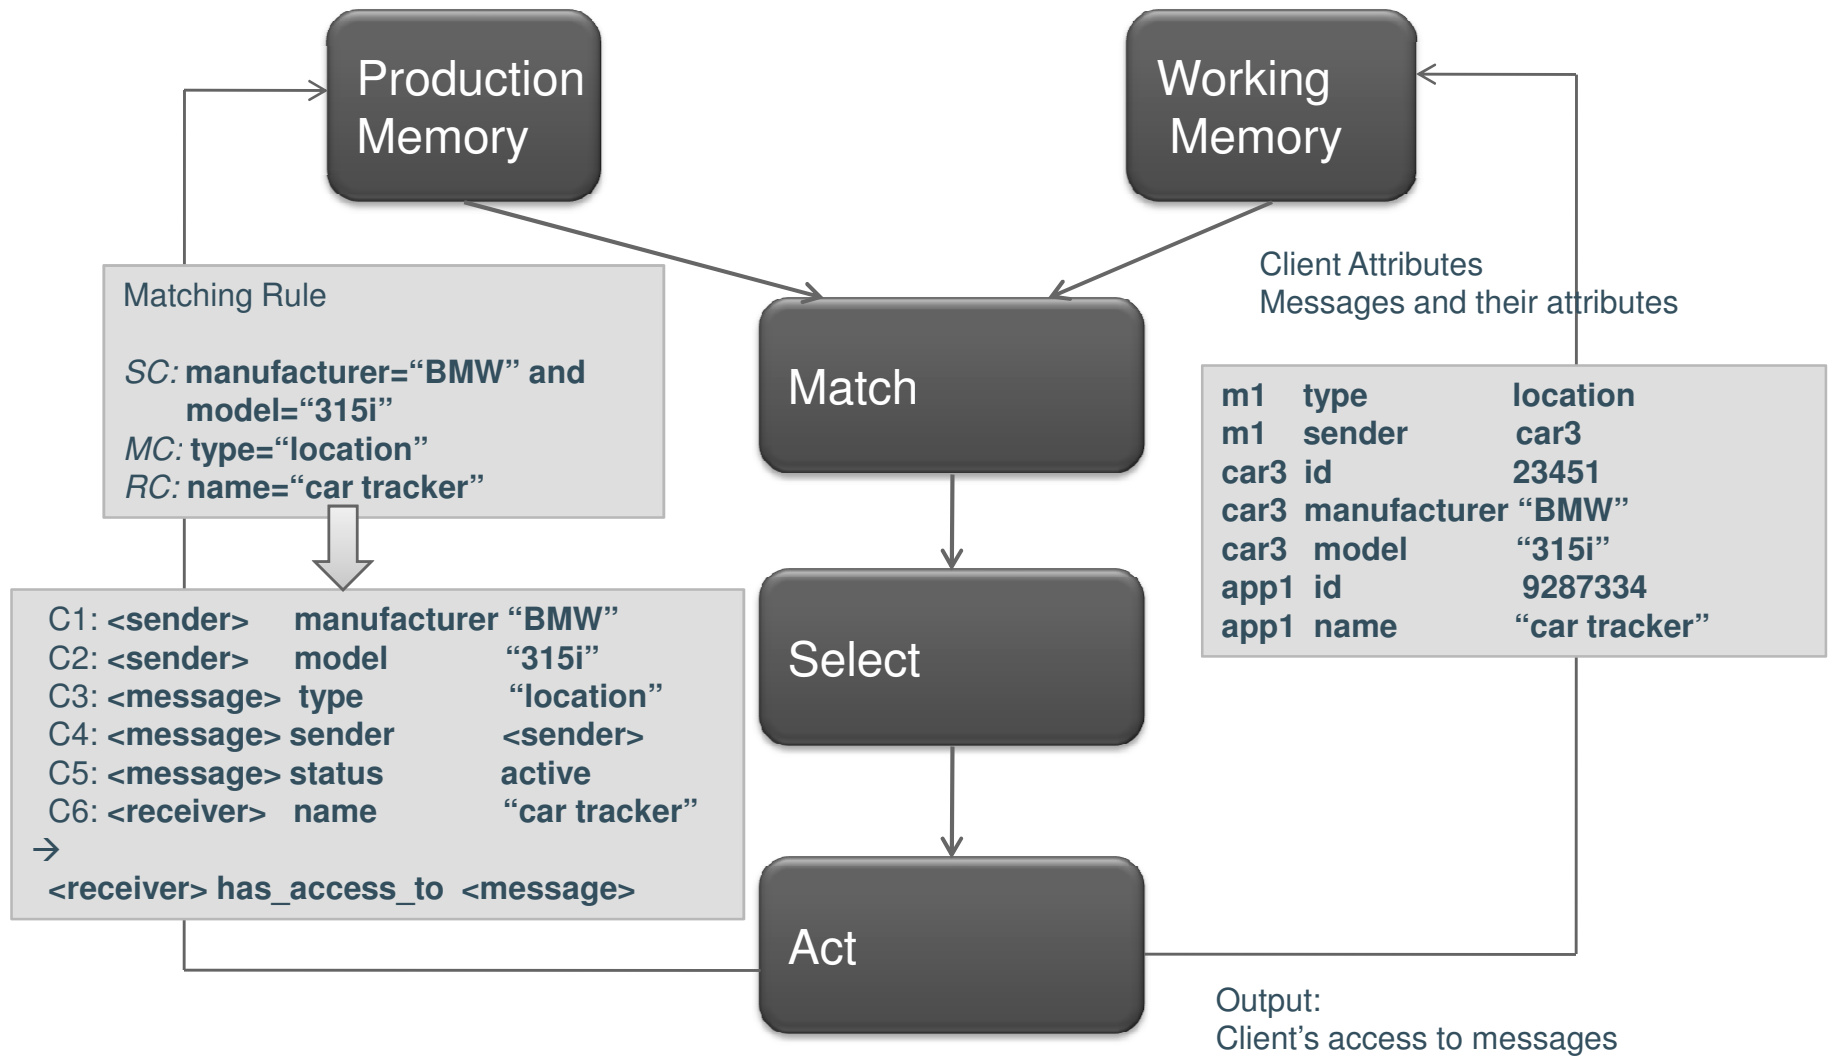 Production
Memory
Working
Memory
Matching Rule
SC: manufacturer=“BMW” and
model=“315i”
MC: type=“location”
RC: name=“car tracker”
C1: <sender> manufacturer “BMW”
C2: <sender> model “315i”
C3: <message> type “location”
C4: <message> sender <sender>
C5: <message> status active
C6: <receiver> name “car tracker”
→
<receiver> has_access_to <message>
Match
Select
Act
Client Attributes
Messages and their attributes
m1 type location
m1 sender car3
car3 id 23451
car3 manufacturer “BMW”
car3 model “315i”
app1 id 9287334
app1 name “car tracker”
Output:
Client’s access to messages